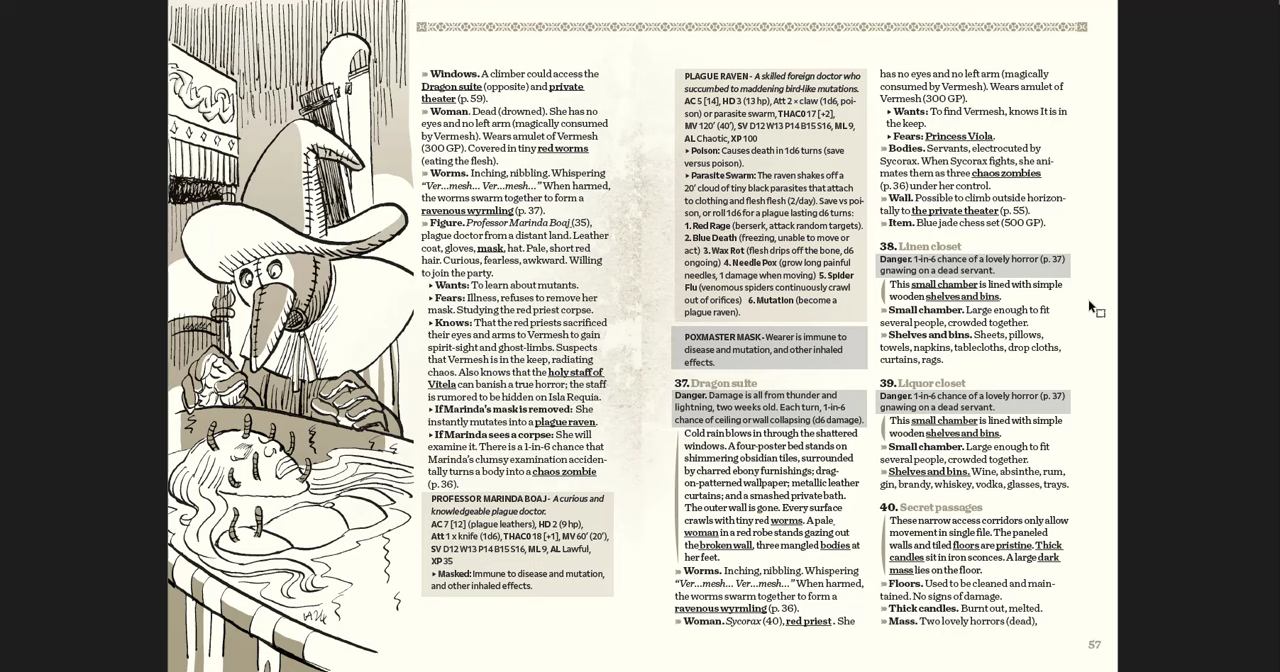 » Windows. A climber could access the
Dragon suite (opposite) and private
theater (p. 59).
» Woman. Dead (drowned). She has no
eyes and no left arm (magically consumed
by Vermesh). Wears amulet of Vermesh
(300 GP). Covered in tiny red worms
(eating the flesh).
» Worms. Inching, nibbling. Whispering
“Ver...mesh... Ver...mesh...” When harmed,
the worms swarm together to form a
ravenous wyrmling (p. 37).
» Figure. Professor Marinda Boaj (35),
plague doctor from a distant land. Leather
coat, gloves, mask, hat. Pale, short red
hair. Curious, fearless, awkward. Willing
to join the party.
‣ Wants: To learn about mutants.
‣ Fears: Illness, refuses to remove her
mask. Studying the red priest corpse.
‣ Knows: That the red priests sacrificed
their eyes and arms to Vermesh to gain
spirit-sight and ghost-limbs. Suspects
that Vermesh is in the keep, radiating
chaos. Also knows that the holy staff of
Vitela can banish a true horror; the staff
is rumored to be hidden on Isla Requia.
‣ If Marinda’s mask is removed: She
instantly mutates into a plague raven.
‣ If Marinda sees a corpse: She will
examine it. There is a 1-in-6 chance that
Marinda’s clumsy examination acciden-
tally turns a body into a chaos zombie
(p. 36).
PROFESSOR MARINDA BOAJ - A curious and
knowledgeable plague doctor.
AC 7 [12] (plague leathers), HD 2 (9 hp),
Att 1 x knife (1d6), THAC0 18 [+1], MV 60’ (20’),
SV D12 W13 P14 B15 S16, ML 9, AL Lawful,
XP 35
‣ Masked: Immune to disease and mutation,
and other inhaled effects.
PLAGUE RAVEN - A skilled foreign doctor who
succumbed to maddening bird-like mutations.
AC 5 [14], HD 3 (13 hp), Att 2 × claw (1d6, poi-
son) or parasite swarm, THAC0 17 [+2],
MV 120’ (40’), SV D12 W13 P14 B15 S16, ML 9,
AL Chaotic, XP 100
‣ Poison: Causes death in 1d6 turns (save
versus poison).
‣ Parasite Swarm: The raven shakes off a
20’ cloud of tiny black parasites that attach
to clothing and flesh flesh (2/day). Save vs poi-
son, or roll 1d6 for a plague lasting d6 turns:
1. Red Rage (berserk, attack random targets).
2. Blue Death (freezing, unable to move or
act) 3. Wax Rot (flesh drips off the bone, d6
ongoing) 4. Needle Pox (grow long painful
needles, 1 damage when moving) 5. Spider
Flu (venomous spiders continuously crawl
out of orifices) 6. Mutation (become a
plague raven).
POXMASTER MASK - Wearer is immune to
disease and mutation, and other inhaled
effects.
37. Dragon suite
Danger. Damage is all from thunder and
lightning, two weeks old. Each turn, 1-in-6
chance of ceiling or wall collapsing (d6 damage).
Cold rain blows in through the shattered
windows. A four-poster bed stands on
shimmering obsidian tiles, surrounded
by charred ebony furnishings; drag-
on-patterned wallpaper; metallic leather
curtains; and a smashed private bath.
The outer wall is gone. Every surface
crawls with tiny red worms. A pale
woman in a red robe stands gazing out
the broken wall, three mangled bodies at
her feet.
» Worms. Inching, nibbling. Whispering
“Ver...mesh... Ver...mesh...” When harmed,
the worms swarm together to form a
ravenous wyrmling (p. 36).
» Woman. Sycorax (40), red priest. She
has no eyes and no left arm (magically
consumed by Vermesh). Wears amulet of
Vermesh (300 GP).
‣ Wants: To find Vermesh, knows It is in
the keep.
‣ Fears: Princess Viola.
» Bodies. Servants, electrocuted by
Sycorax. When Sycorax fights, she ani-
mates them as three chaos zombies
(p. 36) under her control.
» Wall. Possible to climb outside horizon-
tally to the private theater (p. 55).
» Item. Blue jade chess set (500 GP).
38. Linen closet
Danger. 1-in-6 chance of a lovely horror (p. 37)
gnawing on a dead servant.
This small chamber is lined with simple
wooden shelves and bins.
» Small chamber. Large enough to fit
several people, crowded together.
» Shelves and bins. Sheets, pillows,
towels, napkins, tablecloths, drop cloths,
curtains, rags.
39. Liquor closet
Danger. 1-in-6 chance of a lovely horror (p. 37)
gnawing on a dead servant.
This small chamber is lined with simple
wooden shelves and bins.
» Small chamber. Large enough to fit
several people, crowded together.
» Shelves and bins. Wine, absinthe, rum,
gin, brandy, whiskey, vodka, glasses, trays.
40. Secret passages
These narrow access corridors only allow
movement in single file. The paneled
walls and tiled floors are pristine. Thick
candles sit in iron sconces. A large dark
mass lies on the floor.
» Floors. Used to be cleaned and main-
tained. No signs of damage.
» Thick candles. Burnt out, melted.
» Mass. Two lovely horrors (dead),
57